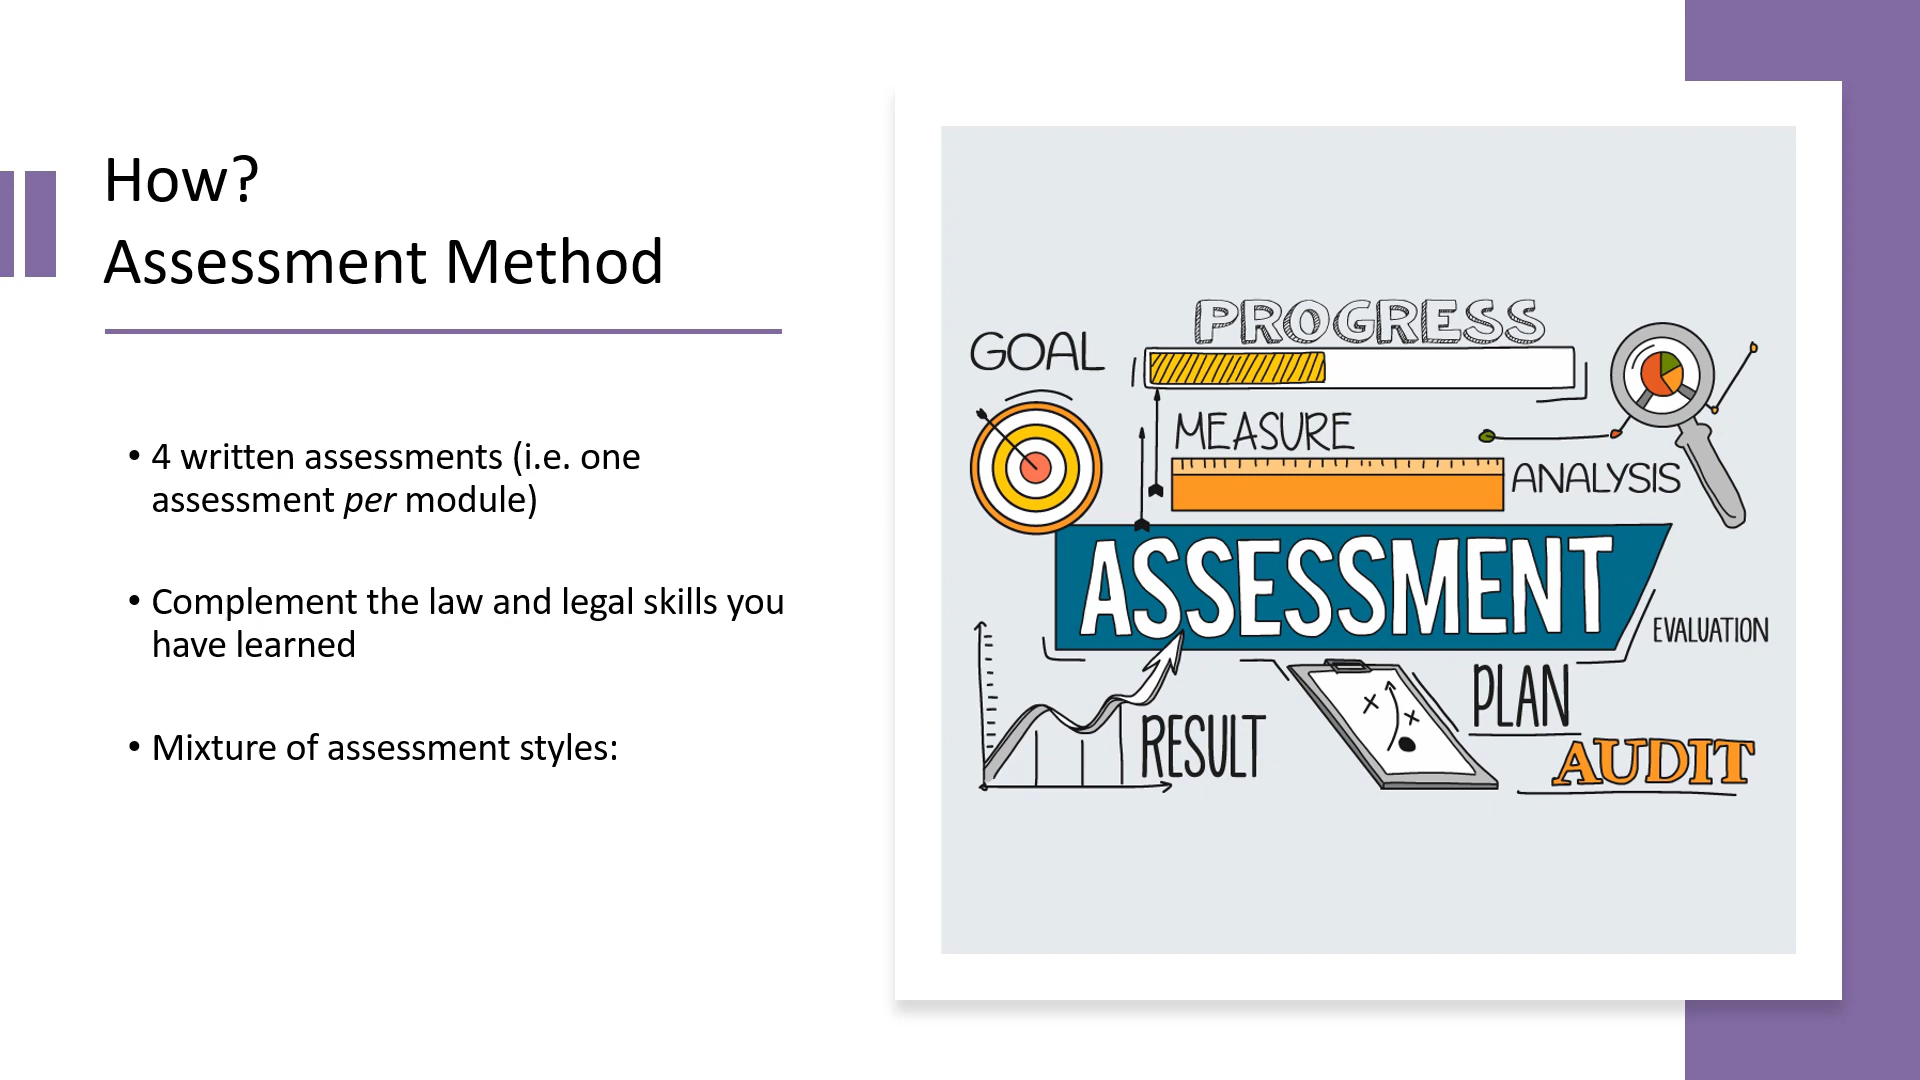 How?
Assessment Method
• 4 written assessments (i.e. one
assessment per module)
• Complement the law and legal skills you
have learned
• Mixture of assessment styles:
PROGRESS
GOAL
MEASURE
ANALYSIS
ASSESSMENT
EVALUATION
PLAN
RESULT
AUDIT